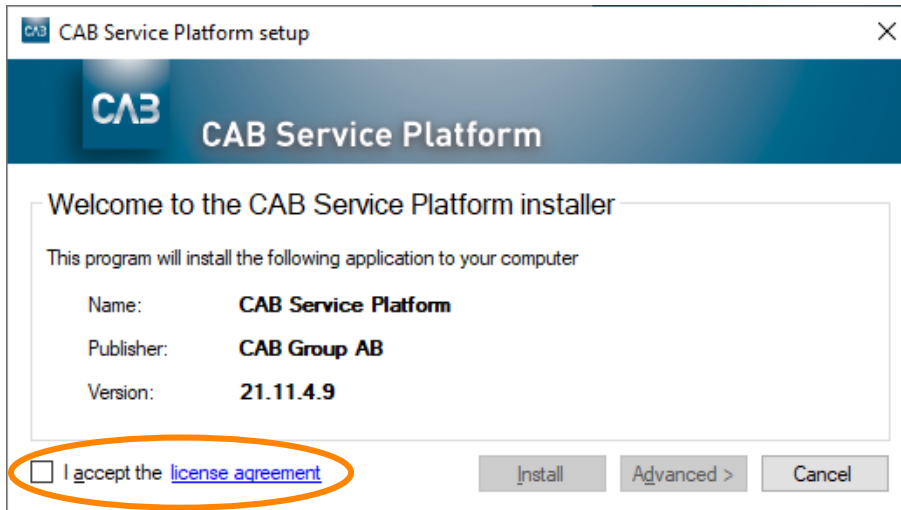 CAB CAB Service Platform setup
CAB
CAB Service Platform
Welcome to the CAB Service Platform installer
This program will install the following application to your computer
Name: CAB Service Platform
Publisher: CAB Group AB
Version: 21.11.4.9
I accept the license agreement Install Advanced > Cancel